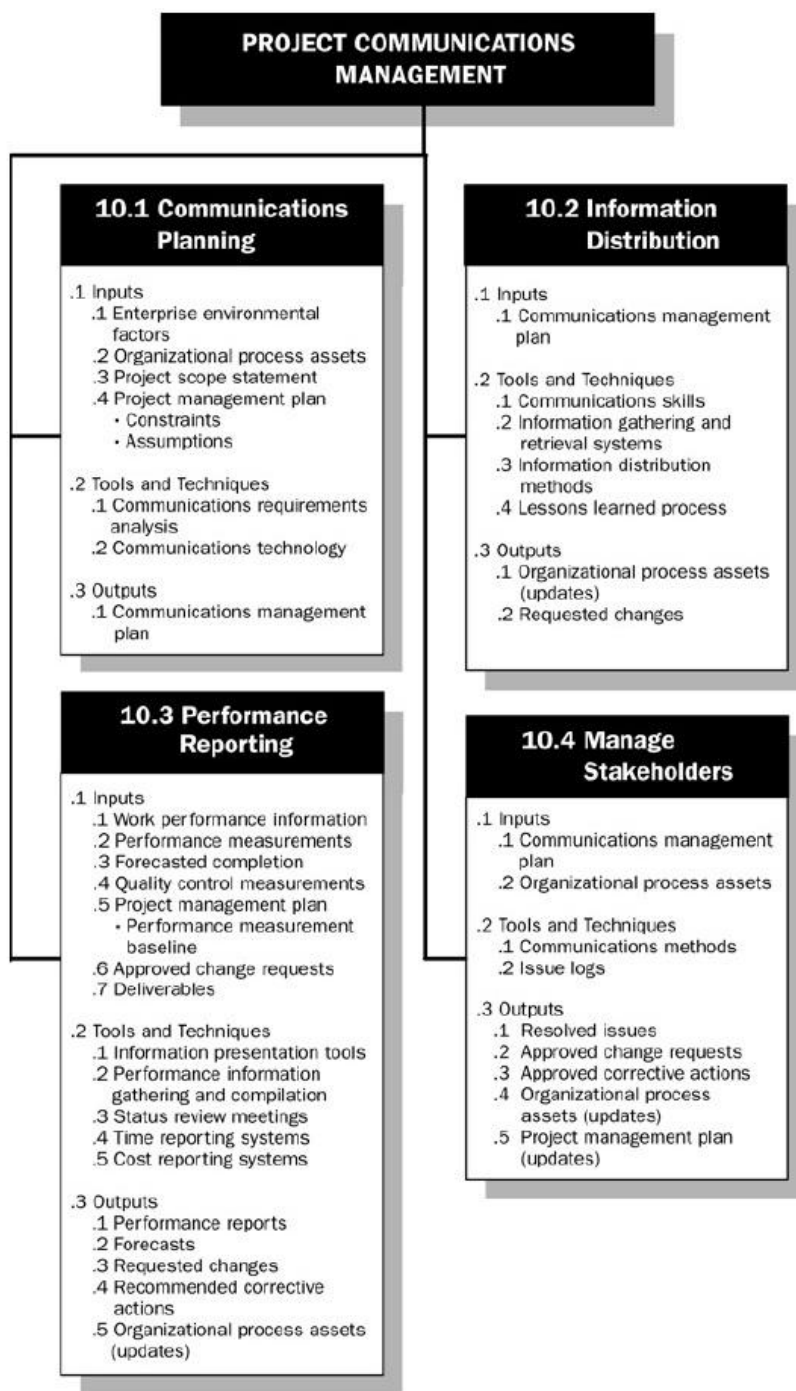 PROJECT COMMUNICATIONS
MANAGEMENT
10.1 Communications
Planning
.1 Inputs
.1 Enterprise environmental
factors
.2 Organizational process assets
.3 Project scope statement
.4 Project management plan
• Constraints
• Assumptions
.2 Tools and Techniques
.1 Communications requirements
analysis
.2 Communications technology
.3 Outputs
.1 Communications management
plan
10.2 Information
Distribution
.1 Inputs
.1 Communications management
plan
.2 Tools and Techniques
.1 Communications skills
.2 Information gathering and
retrieval systems
.3 Information distribution
methods
.4 Lessons learned process
.3 Outputs
.1 Organizational process assets
(updates)
.2 Requested changes
10.3 Performance
Reporting
.1 Inputs
.1 Work performance information
.2 Performance measurements
.3 Forecasted completion
.4 Quality control measurements
.5 Project management plan
• Performance measurement
baseline
.6 Approved change requests
.7 Deliverables
.2 Tools and Techniques
.1 Information presentation tools
.2 Performance information
gathering and compilation
.3 Status review meetings
.4 Time reporting systems
.5 Cost reporting systems
.3 Outputs
.1 Performance reports
.2 Forecasts
.3 Requested changes
.4 Recommended corrective
actions
.5 Organizational process assets
(updates)
10.4 Manage
Stakeholders
.1 Inputs
.1 Communications management
plan
.2 Organizational process assets
.2 Tools and Techniques
.1 Communications methods
.2 Issue logs
.3 Outputs
.1 Resolved issues
.2 Approved change requests
.3 Approved corrective actions
.4 Organizational process
assets (updates)
.5 Project management plan
(updates)